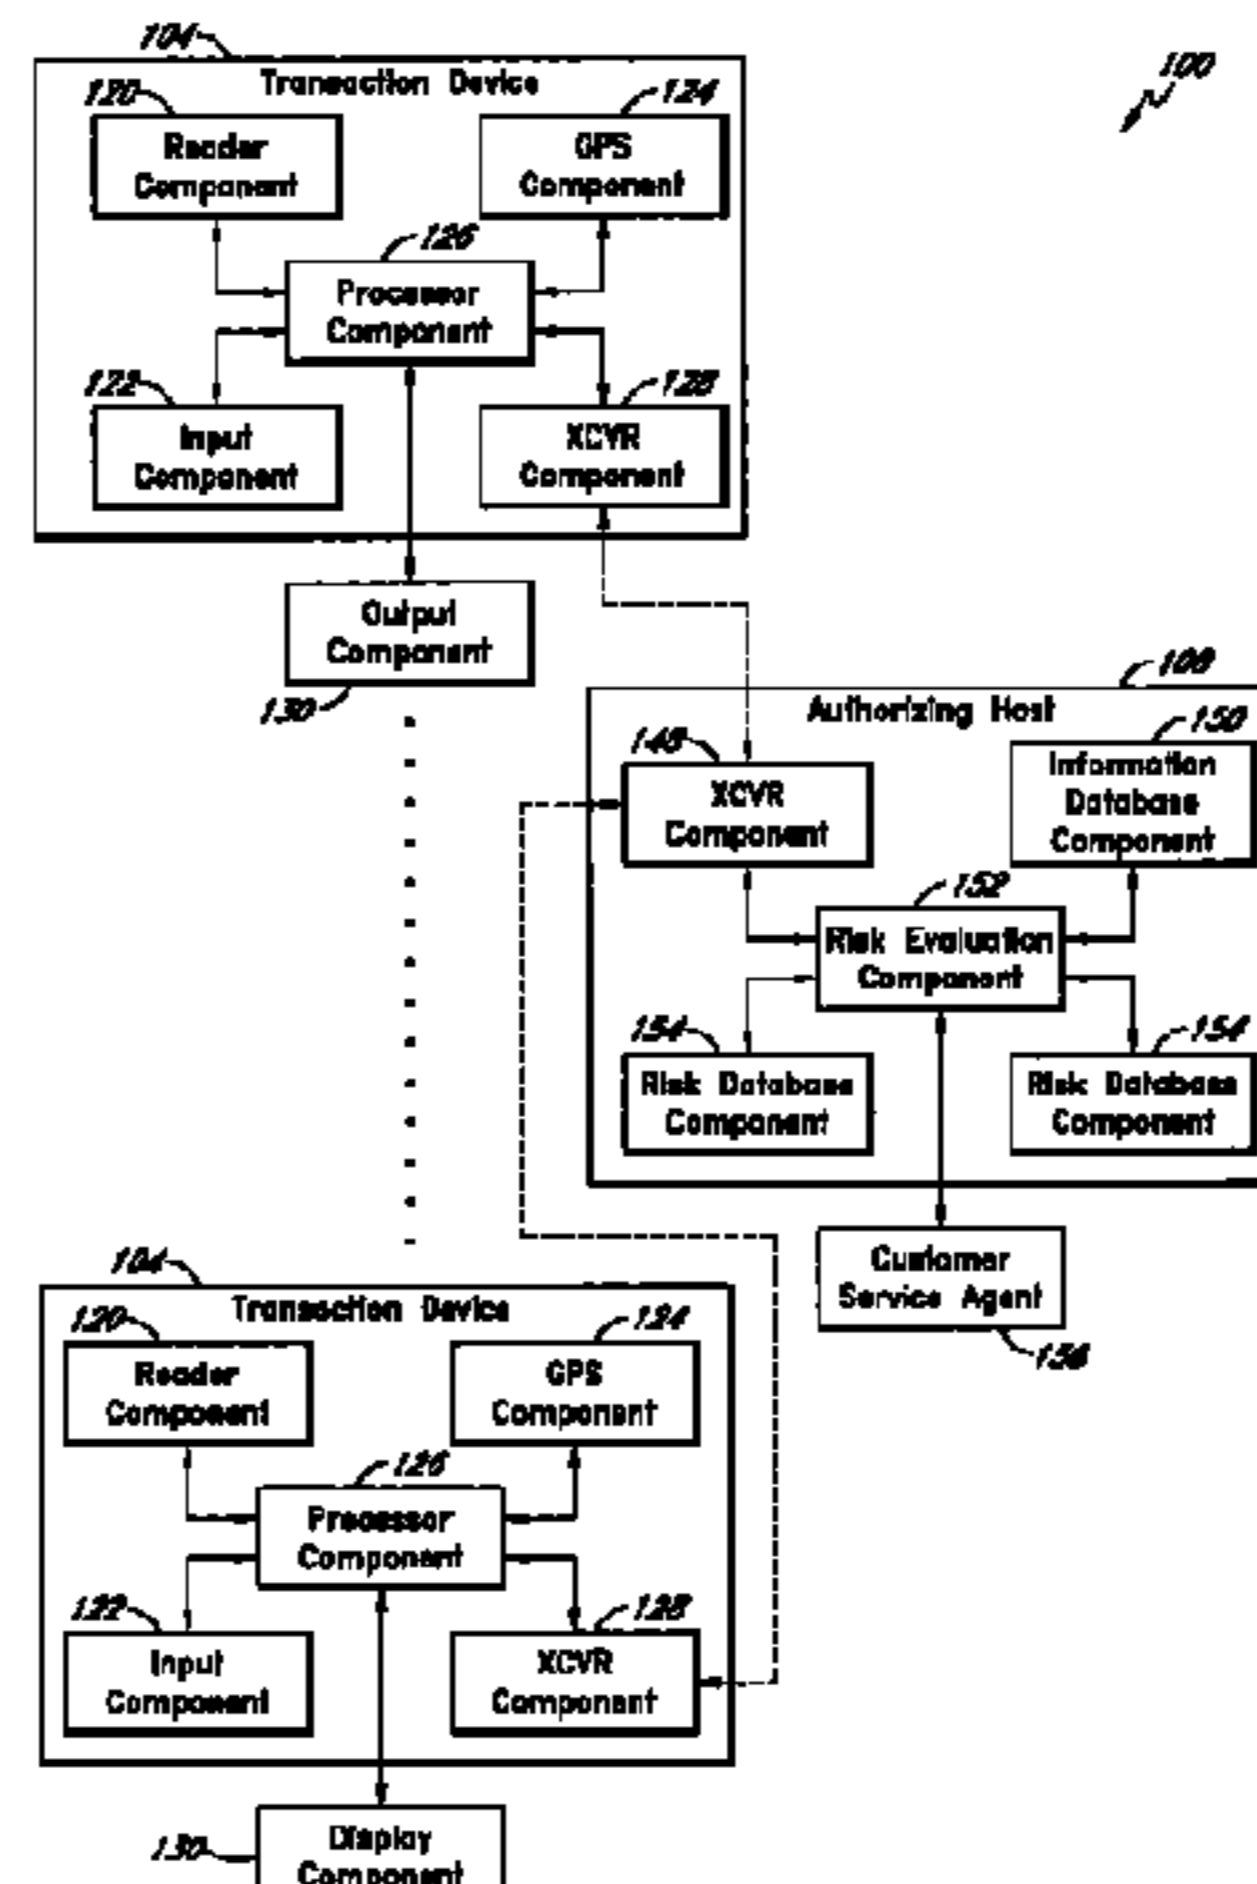 104
Transaction Device
100
120
Reader
Component
124
GPS
Component
126
Processor
Component
122
Input
Component
128
XCVR
Component
Output
Component
130
108
Authorizing Host
148
XCVR
Component
150
Information
Database
Component
152
Risk Evaluation
Component
154
Risk Database
Component
154
Risk Database
Component
Customer
Service Agent
156
104
Transaction Device
120
Reader
Component
124
GPS
Component
126
Processor
Component
122
Input
Component
128
XCVR
Component
130
Display
Component